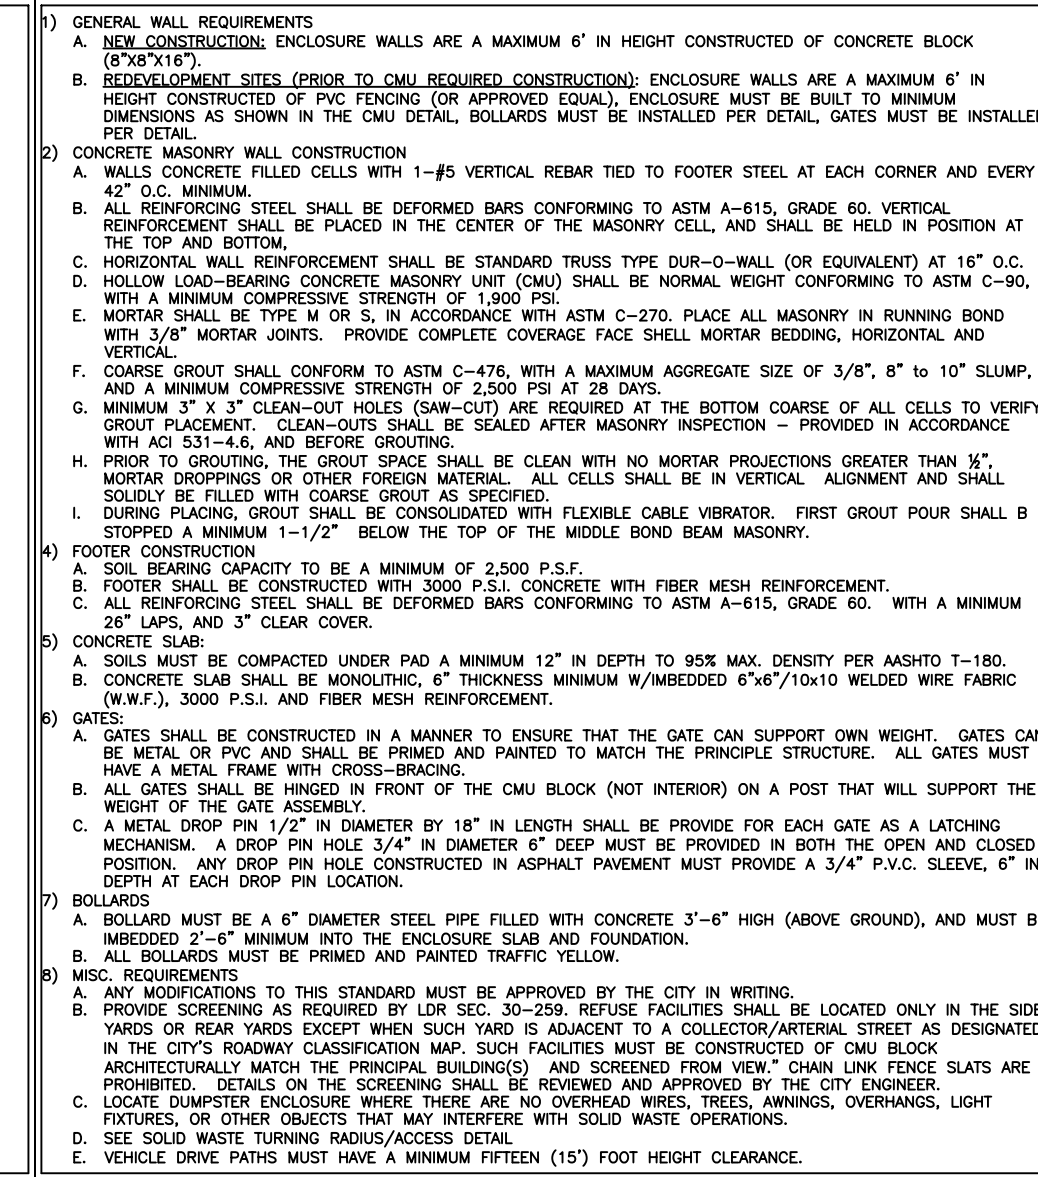 1) GENERAL WALL REQUIREMENTS
A. NEW CONSTRUCTION: ENCLOSURE WALLS ARE A MAXIMUM 6' IN HEIGHT CONSTRUCTED OF CONCRETE BLOCK
(8"X8"X16").
B. REDEVELOPMENT SITES (PRIOR TO CMU REQUIRED CONSTRUCTION): ENCLOSURE WALLS ARE A MAXIMUM 6' IN
HEIGHT CONSTRUCTED OF PVC FENCING (OR APPROVED EQUAL), ENCLOSURE MUST BE BUILT TO MINIMUM
DIMENSIONS AS SHOWN IN THE CMU DETAIL, BOLLARDS MUST BE INSTALLED PER DETAIL, GATES MUST BE INSTALLED
PER DETAIL.
2) CONCRETE MASONRY WALL CONSTRUCTION
A. WALLS CONCRETE FILLED CELLS WITH 1-#5 VERTICAL REBAR TIED TO FOOTER STEEL AT EACH CORNER AND EVERY
42" O.C. MINIMUM.
B. ALL REINFORCING STEEL SHALL BE DEFORMED BARS CONFORMING TO ASTM A-615, GRADE 60. VERTICAL
REINFORCEMENT SHALL BE PLACED IN THE CENTER OF THE MASONRY CELL, AND SHALL BE HELD IN POSITION AT
THE TOP AND BOTTOM,
C. HORIZONTAL WALL REINFORCEMENT SHALL BE STANDARD TRUSS TYPE DUR-O-WALL (OR EQUIVALENT) AT 16" O.C.
D. HOLLOW LOAD-BEARING CONCRETE MASONRY UNIT (CMU) SHALL BE NORMAL WEIGHT CONFORMING TO ASTM C-90,
WITH A MINIMUM COMPRESSIVE STRENGTH OF 1,900 PSI.
E. MORTAR SHALL BE TYPE M OR S, IN ACCORDANCE WITH ASTM C-270. PLACE ALL MASONRY IN RUNNING BOND
WITH 3/8" MORTAR JOINTS. PROVIDE COMPLETE COVERAGE FACE SHELL MORTAR BEDDING, HORIZONTAL AND
VERTICAL.
F. COARSE GROUT SHALL CONFORM TO ASTM C-476, WITH A MAXIMUM AGGREGATE SIZE OF 3/8", 8" to 10" SLUMP,
AND A MINIMUM COMPRESSIVE STRENGTH OF 2,500 PSI AT 28 DAYS.
G. MINIMUM 3" X 3" CLEAN-OUT HOLES (SAW-CUT) ARE REQUIRED AT THE BOTTOM COARSE OF ALL CELLS TO VERIFY
GROUT PLACEMENT. CLEAN-OUTS SHALL BE SEALED AFTER MASONRY INSPECTION - PROVIDED IN ACCORDANCE
WITH ACI 531-4.6, AND BEFORE GROUTING.
H. PRIOR TO GROUTING, THE GROUT SPACE SHALL BE CLEAN WITH NO MORTAR PROJECTIONS GREATER THAN ½",
MORTAR DROPPINGS OR OTHER FOREIGN MATERIAL. ALL CELLS SHALL BE IN VERTICAL ALIGNMENT AND SHALL
SOLIDLY BE FILLED WITH COARSE GROUT AS SPECIFIED.
I. DURING PLACING, GROUT SHALL BE CONSOLIDATED WITH FLEXIBLE CABLE VIBRATOR. FIRST GROUT POUR SHALL B
STOPPED A MINIMUM 1-1/2" BELOW THE TOP OF THE MIDDLE BOND BEAM MASONRY.
4) FOOTER CONSTRUCTION
A. SOIL BEARING CAPACITY TO BE A MINIMUM OF 2,500 P.S.F.
B. FOOTER SHALL BE CONSTRUCTED WITH 3000 P.S.I. CONCRETE WITH FIBER MESH REINFORCEMENT.
C. ALL REINFORCING STEEL SHALL BE DEFORMED BARS CONFORMING TO ASTM A-615, GRADE 60. WITH A MINIMUM
26" LAPS, AND 3" CLEAR COVER.
5) CONCRETE SLAB:
A. SOILS MUST BE COMPACTED UNDER PAD A MINIMUM 12" IN DEPTH TO 95% MAX. DENSITY PER AASHTO T-180.
B. CONCRETE SLAB SHALL BE MONOLITHIC, 6" THICKNESS MINIMUM W/IMBEDDED 6"x6"/10x10 WELDED WIRE FABRIC
(W.W.F.), 3000 P.S.I. AND FIBER MESH REINFORCEMENT.
6) GATES:
A. GATES SHALL BE CONSTRUCTED IN A MANNER TO ENSURE THAT THE GATE CAN SUPPORT OWN WEIGHT. GATES CAN
BE METAL OR PVC AND SHALL BE PRIMED AND PAINTED TO MATCH THE PRINCIPLE STRUCTURE. ALL GATES MUST
HAVE A METAL FRAME WITH CROSS-BRACING.
B. ALL GATES SHALL BE HINGED IN FRONT OF THE CMU BLOCK (NOT INTERIOR) ON A POST THAT WILL SUPPORT THE
WEIGHT OF THE GATE ASSEMBLY.
C. A METAL DROP PIN 1/2" IN DIAMETER BY 18" IN LENGTH SHALL BE PROVIDE FOR EACH GATE AS A LATCHING
MECHANISM. A DROP PIN HOLE 3/4" IN DIAMETER 6" DEEP MUST BE PROVIDED IN BOTH THE OPEN AND CLOSED
POSITION. ANY DROP PIN HOLE CONSTRUCTED IN ASPHALT PAVEMENT MUST PROVIDE A 3/4" P.V.C. SLEEVE, 6" IN
DEPTH AT EACH DROP PIN LOCATION.
7) BOLLARDS
A. BOLLARD MUST BE A 6" DIAMETER STEEL PIPE FILLED WITH CONCRETE 3'-6" HIGH (ABOVE GROUND), AND MUST B
IMBEDDED 2'-6" MINIMUM INTO THE ENCLOSURE SLAB AND FOUNDATION.
B. ALL BOLLARDS MUST BE PRIMED AND PAINTED TRAFFIC YELLOW.
8) MISC. REQUIREMENTS
A. ANY MODIFICATIONS TO THIS STANDARD MUST BE APPROVED BY THE CITY IN WRITING.
B. PROVIDE SCREENING AS REQUIRED BY LDR SEC. 30-259. REFUSE FACILITIES SHALL BE LOCATED ONLY IN THE SIDE
YARDS OR REAR YARDS EXCEPT WHEN SUCH YARD IS ADJACENT TO A COLLECTOR/ARTERIAL STREET AS DESIGNATED
IN THE CITY'S ROADWAY CLASSIFICATION MAP. SUCH FACILITIES MUST BE CONSTRUCTED OF CMU BLOCK
ARCHITECTURALLY MATCH THE PRINCIPAL BUILDING(S) AND SCREENED FROM VIEW." CHAIN LINK FENCE SLATS ARE
PROHIBITED. DETAILS ON THE SCREENING SHALL BE REVIEWED AND APPROVED BY THE CITY ENGINEER.
C. LOCATE DUMPSTER ENCLOSURE WHERE THERE ARE NO OVERHEAD WIRES, TREES, AWNINGS, OVERHANGS, LIGHT
FIXTURES, OR OTHER OBJECTS THAT MAY INTERFERE WITH SOLID WASTE OPERATIONS.
D. SEE SOLID WASTE TURNING RADIUS/ACCESS DETAIL
E. VEHICLE DRIVE PATHS MUST HAVE A MINIMUM FIFTEEN (15') FOOT HEIGHT CLEARANCE.